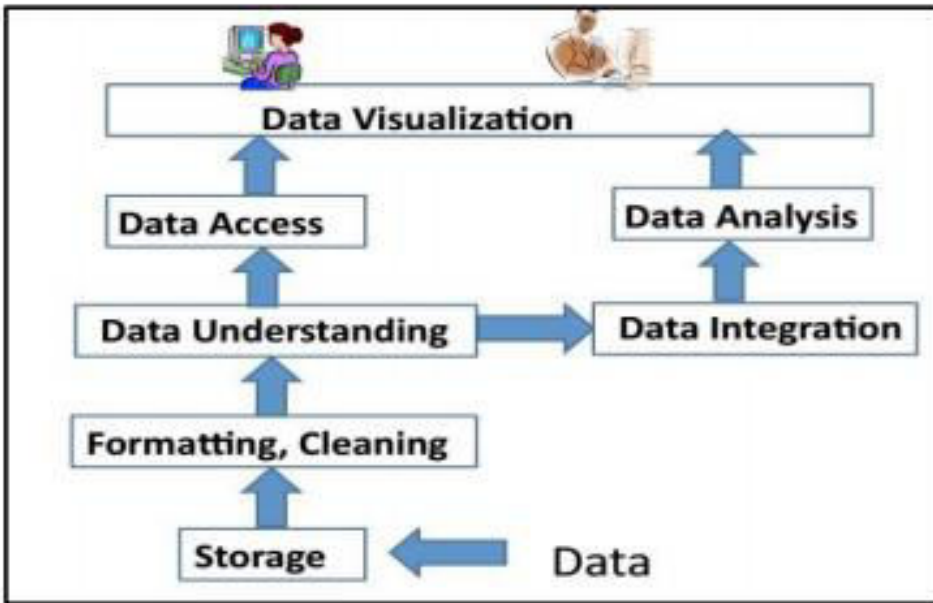 Data Visualization
Data Access
Data Analysis
Data Understanding
Data Integration
Formatting, Cleaning
Storage
Data